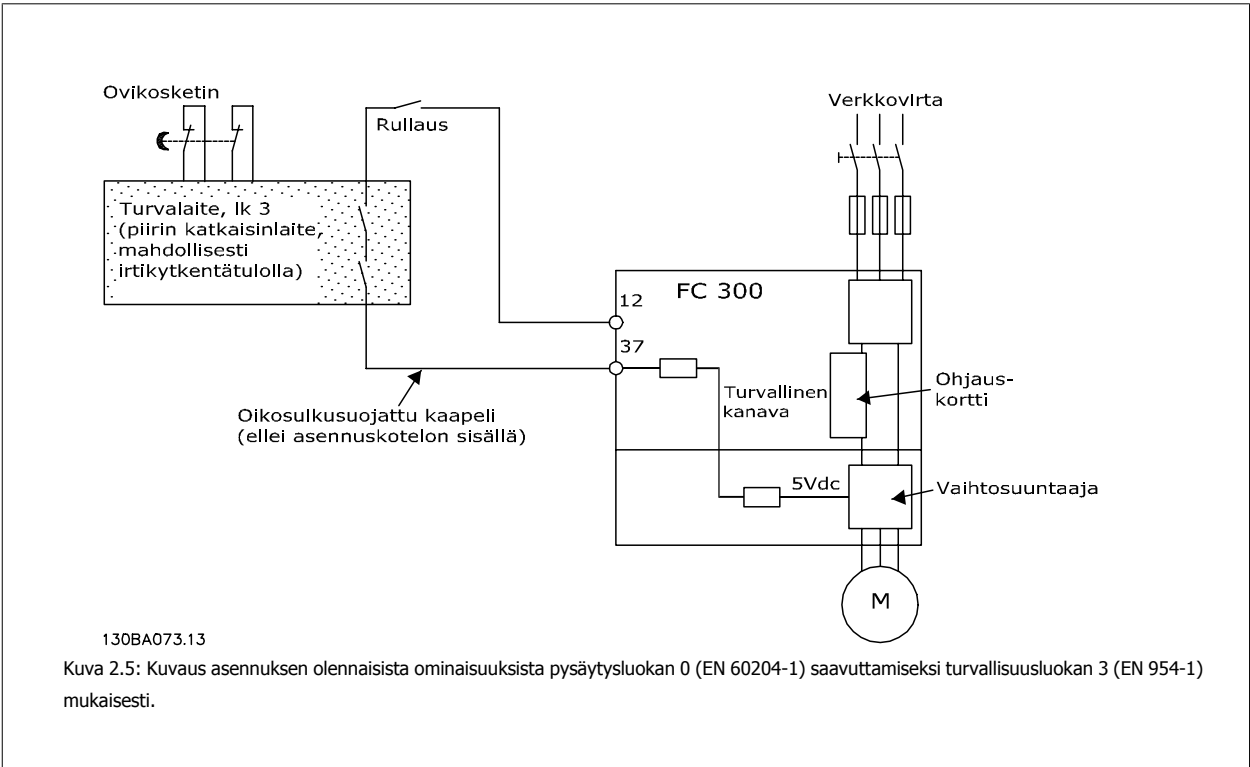 Ovikosketin
Rullaus
Verkkovirta
Turvalaite, lk 3
(piirin katkaisinlaite,
mahdollisesti
irtikytkentätulolla)
FC 300
12
37
Turvallinen
kanava
Ohjaus-
kortti
Oikosulkusuojattu kaapeli
(ellei asennuskotelon sisällä)
5Vdc
Vaihtosuuntaaja
M
130BA073.13
Kuva 2.5: Kuvaus asennuksen olennaisista ominaisuuksista pysäytysluokan 0 (EN 60204-1) saavuttamiseksi turvallisuusluokan 3 (EN 954-1)
mukaisesti.